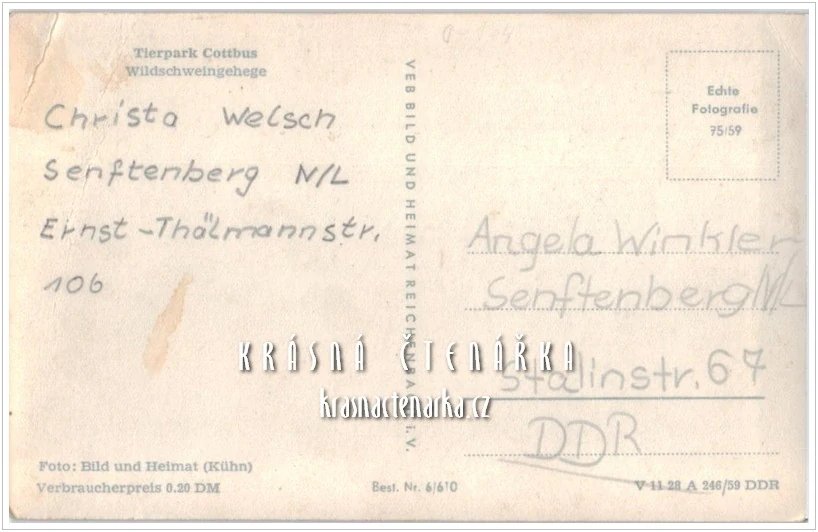 Tierpark Cottbus
Wildschweingehege
Christa Welsch
Senftenberg N/L
Ernst-Thälmannstr.
106
Foto: Bild und Heimat (Kühn)
Verbraucherpreis 0.20 DM
VEB BILD UND HEIMAT REICHENBACH i.V.
Best. Nr. 6/610
Echte
Fotografie
75/59
Angela Winkler
Senftenberg N/L
Stalinstr. 67
DDR
V 11 28 A 246/59 DDR
KRÁSNÁ ČTENÁŘKA
krasnactenarka.cz